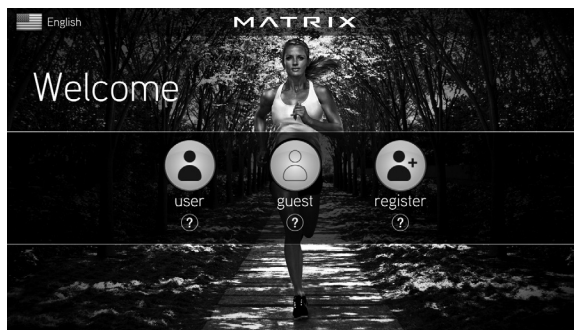 English
MATRIX
Welcome
user
guest
register
?
?
?